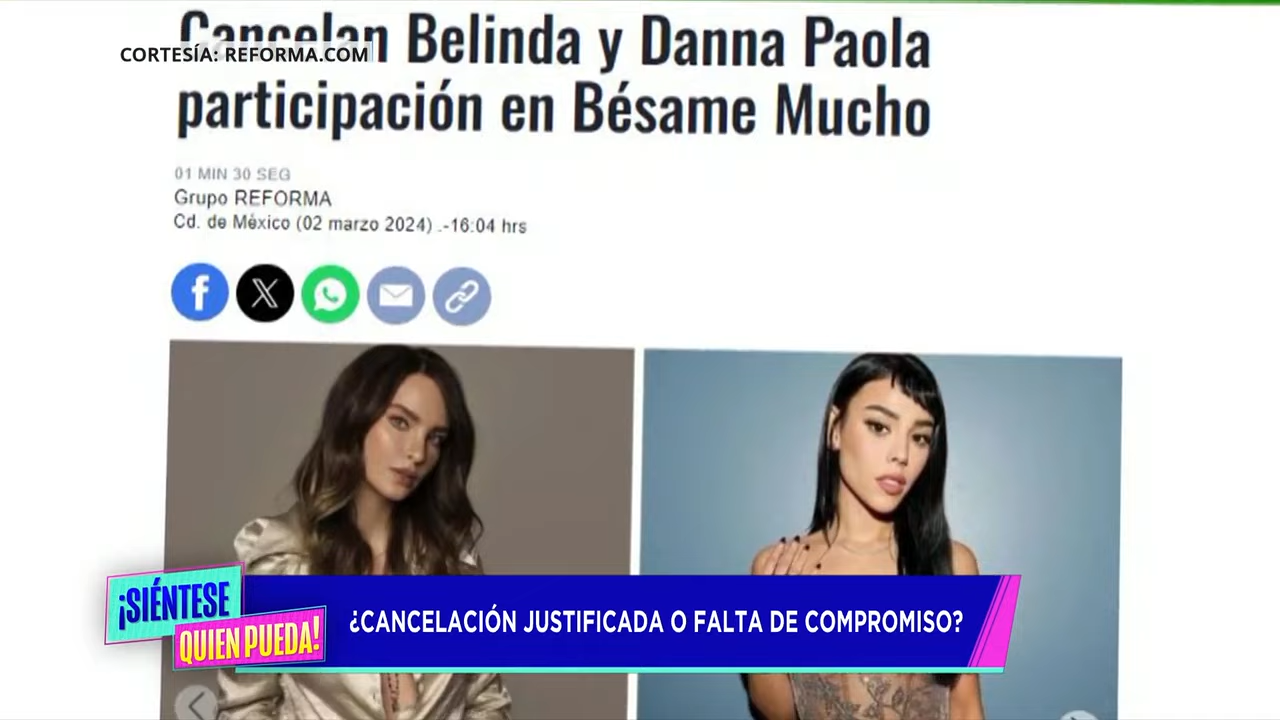 Cancelan Belinda y Danna Paola
CORTESÍA: REFORMA.COM
participación en Bésame Mucho
01 MIN 30 SEG
Grupo REFORMA
Cd. de México (02 marzo 2024) .-16:04 hrs
¡SIÉNTESE
QUIEN PUEDA!
¿CANCELACIÓN JUSTIFICADA O FALTA DE COMPROMISO?